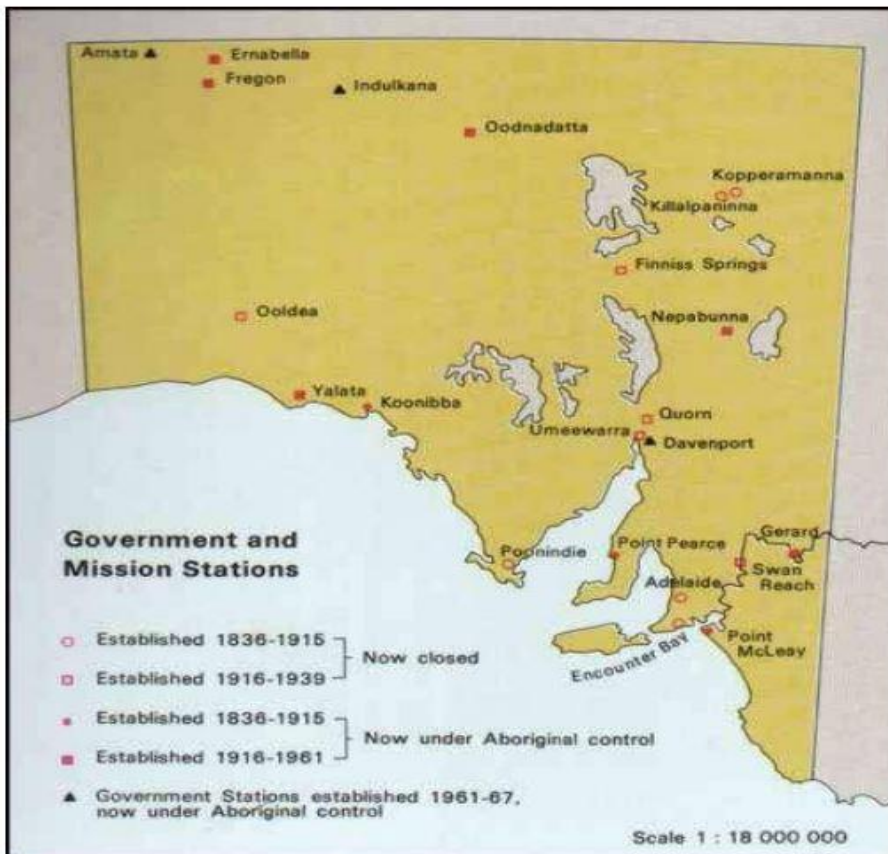 Amata
Ernabella
Fregon
Indulkana
Oodnadatta
Kopperamanna
Killalpaninna
Finniss Springs
Ooldea
Nepabunna
Yalata
Koonibba
Quorn
Umeewarra
Davenport
Government and
Mission Stations
Poonindie
Point Pearce
Gerard
Swan
Reach
Adelaide
Encounter Bay
Point
McLeay
Established 1836-1915
Now closed
Established 1916-1939
Established 1836-1915
Now under Aboriginal control
Established 1916-1961
Government Stations established 1961-67,
now under Aboriginal control
Scale 1 : 18 000 000